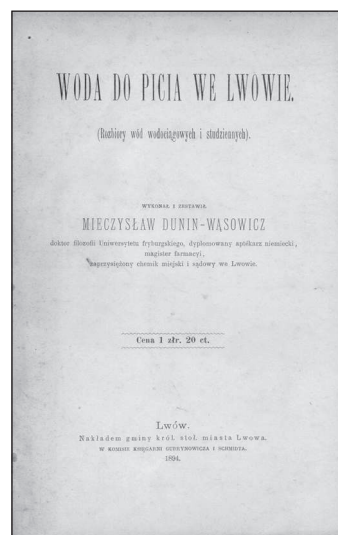 WODA DO PICIA WE LWOWIE.
(Rozbiory wód wodociągowych i studziennych).
WYKONAŁ I ZESTAWIŁ
MIECZYSŁAW DUNIN-WĄSOWICZ
doktor filozofii Uniwersytetu fryburgskiego, dyplomowany aptékarz niemiecki,
magister farmacyi,
zaprzysiężony chemik miejski i sądowy we Lwowie.
Cena 1 złr. 20 ct.
Lwów.
Nakładem gminy król. stoł. miasta Lwowa.
W KOMISIE KSIĘGARNI GUBRYNOWICZA I SCHMIDTA.
1894.